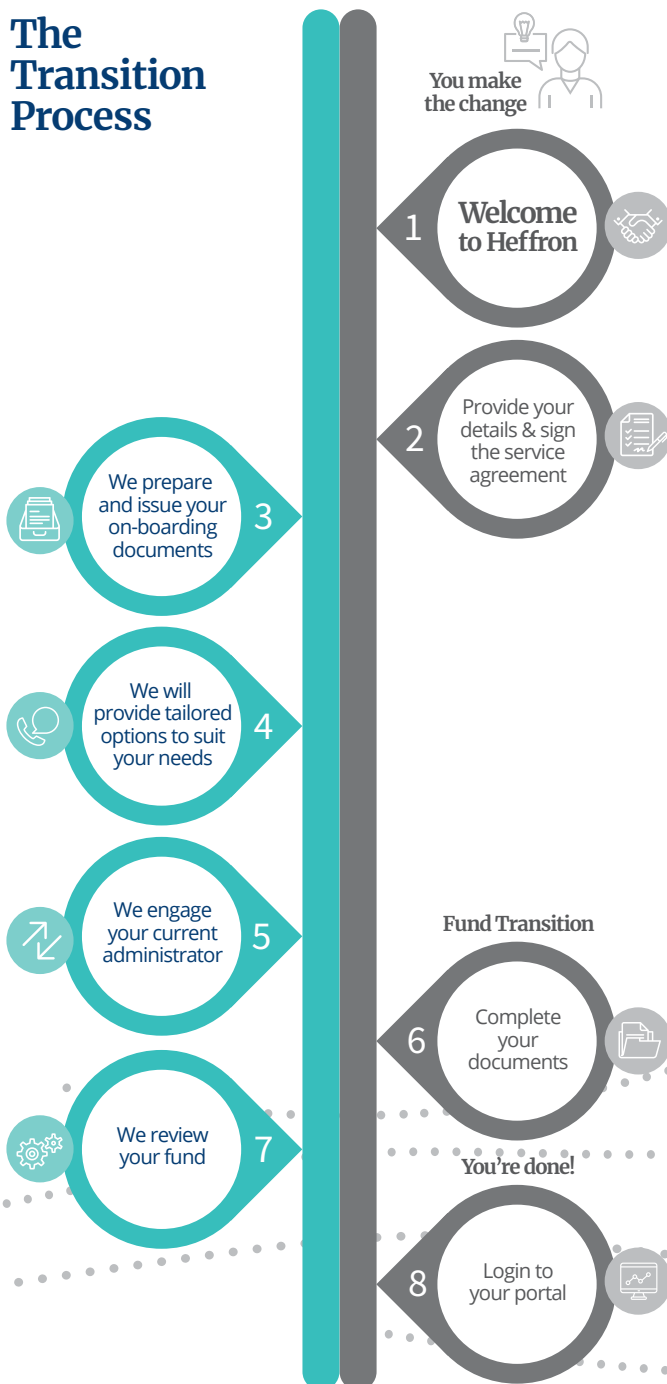 The
Transition
Process
You make
the change
1
Welcome
to Heffron
2
Provide your
details & sign
the service
agreement
3
We prepare
and issue your
on-boarding
documents
4
We will
provide tailored
options to suit
your needs
5
We engage
your current
administrator
Fund Transition
6
Complete
your
documents
7
We review
your fund
You're done!
8
Login to
your portal